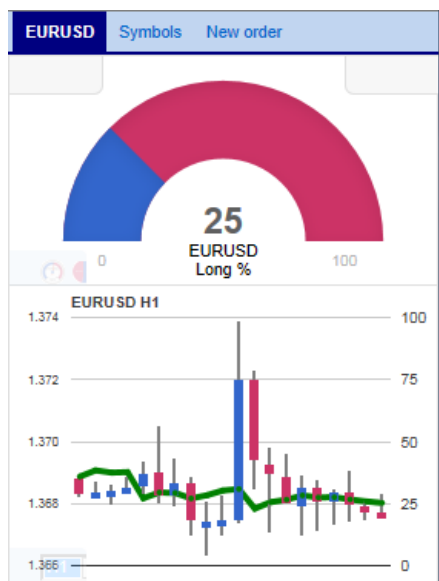 EURUSD Symbols New order
25
EURUSD
Long %
0 100
EURUSD H1
1.374 100
1.372 75
1.370 50
1.368 25
1.366 0